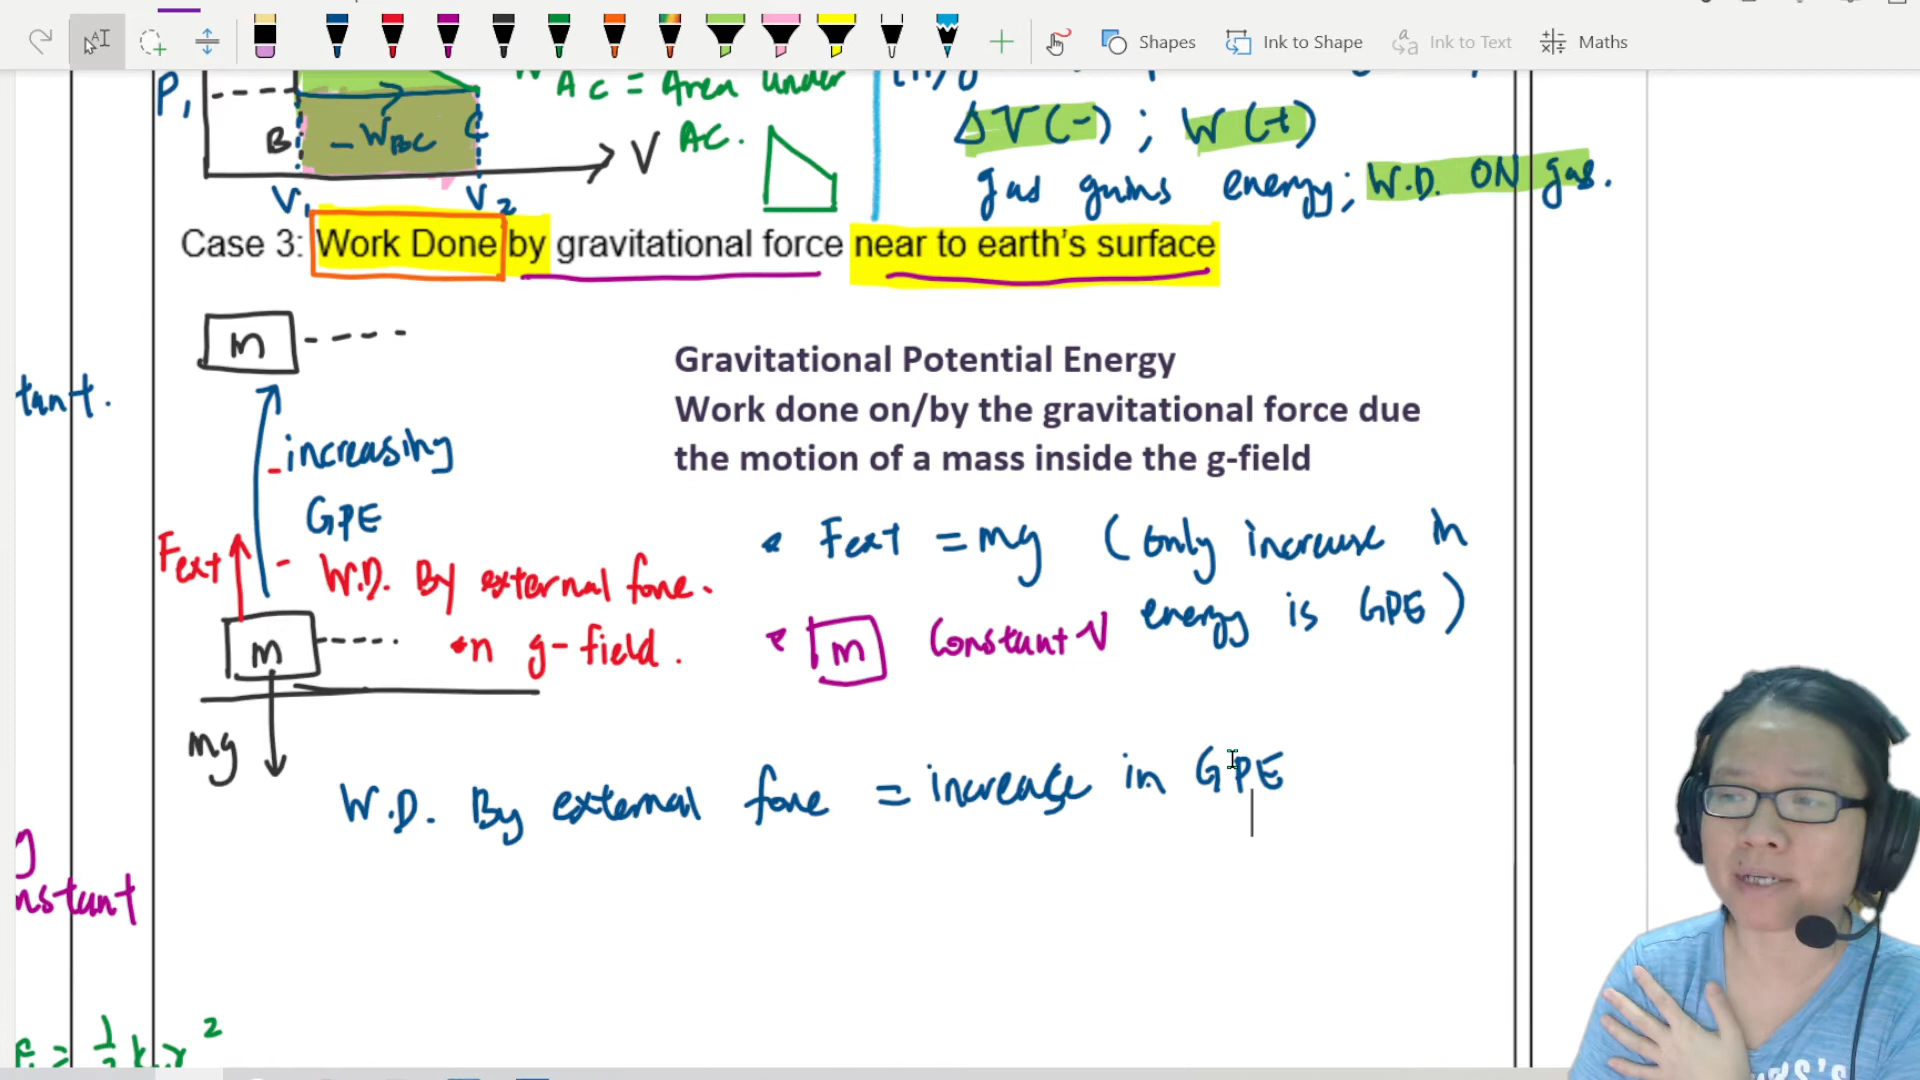 Shapes
Ink to Shape
Ink to Text
Maths
P1
B
- WBC
C
V
V1
V2
AC = Area under
AC.
ΔV (-) ; W (+)
gas gains energy; W.D. ON gas.
Case 3: Work Done by gravitational force near to earth's surface
m
tant.
increasing
GPE
Fext
- W.D. By external force.
on g-field.
m
mg
Gravitational Potential Energy
Work done on/by the gravitational force due
the motion of a mass inside the g-field
• Fext = mg (only increase in
energy is GPE)
• m constant v
W.D. By external force = increase in GPE
nstant